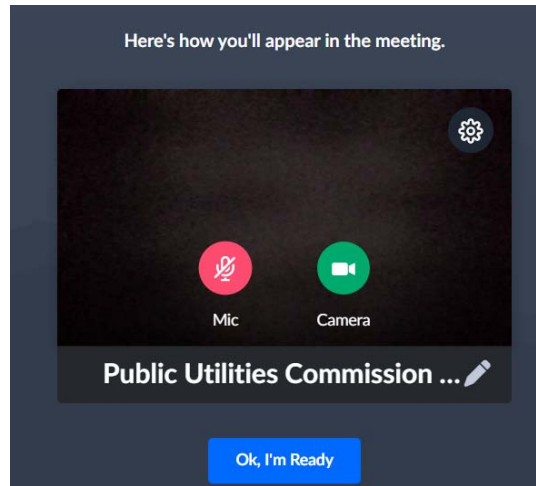 Here's how you'll appear in the meeting.
Mic Camera
Public Utilities Commission ...
Ok, I'm Ready